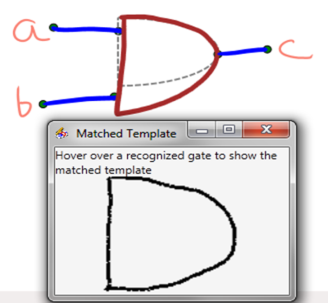 a
c
b
Matched Template
Hover over a recognized gate to show the
matched template